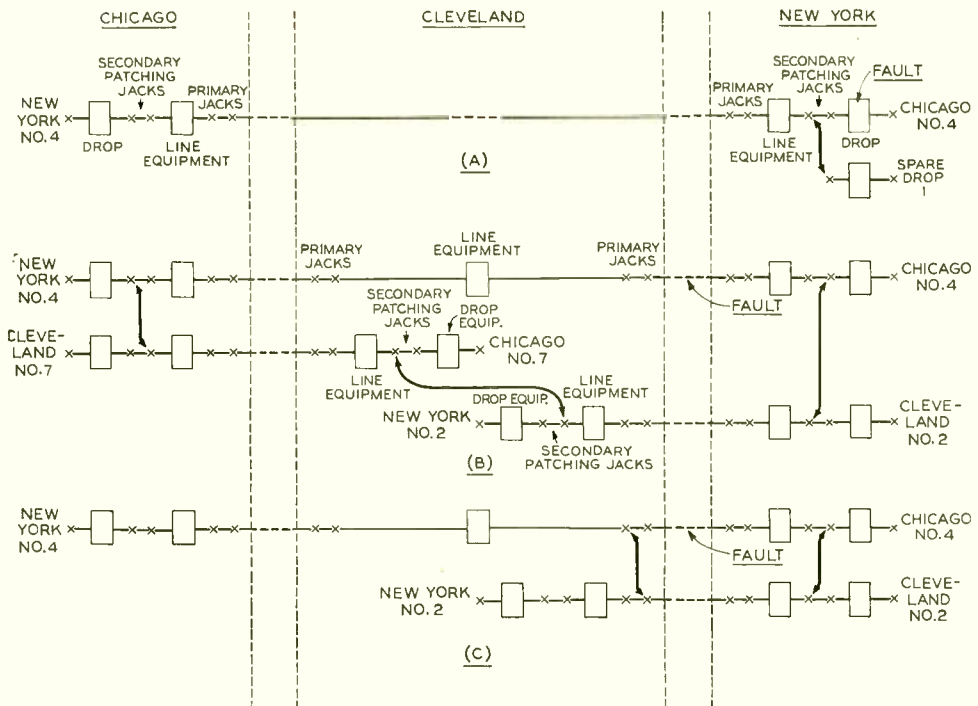 CHICAGO
CLEVELAND
NEW YORK
SECONDARY
PATCHING
JACKS
PRIMARY
JACKS
NEW
YORK
NO.4
DROP
LINE
EQUIPMENT
(A)
PRIMARY
JACKS
SECONDARY
PATCHING
JACKS
FAULT
CHICAGO
NO.4
LINE
EQUIPMENT
DROP
SPARE
DROP
1
NEW
YORK
NO.4
PRIMARY
JACKS
LINE
EQUIPMENT
PRIMARY
JACKS
FAULT
CHICAGO
NO.4
CLEVE-
LAND
NO.7
SECONDARY
PATCHING
JACKS
DROP
EQUIP.
CHICAGO
NO.7
LINE
EQUIPMENT
DROP EQUIP.
LINE
EQUIPMENT
NEW YORK
NO.2
SECONDARY
PATCHING JACKS
CLEVE-
LAND
NO.2
(B)
NEW
YORK
NO.4
FAULT
CHICAGO
NO.4
NEW YORK
NO.2
CLEVE-
LAND
NO.2
(C)